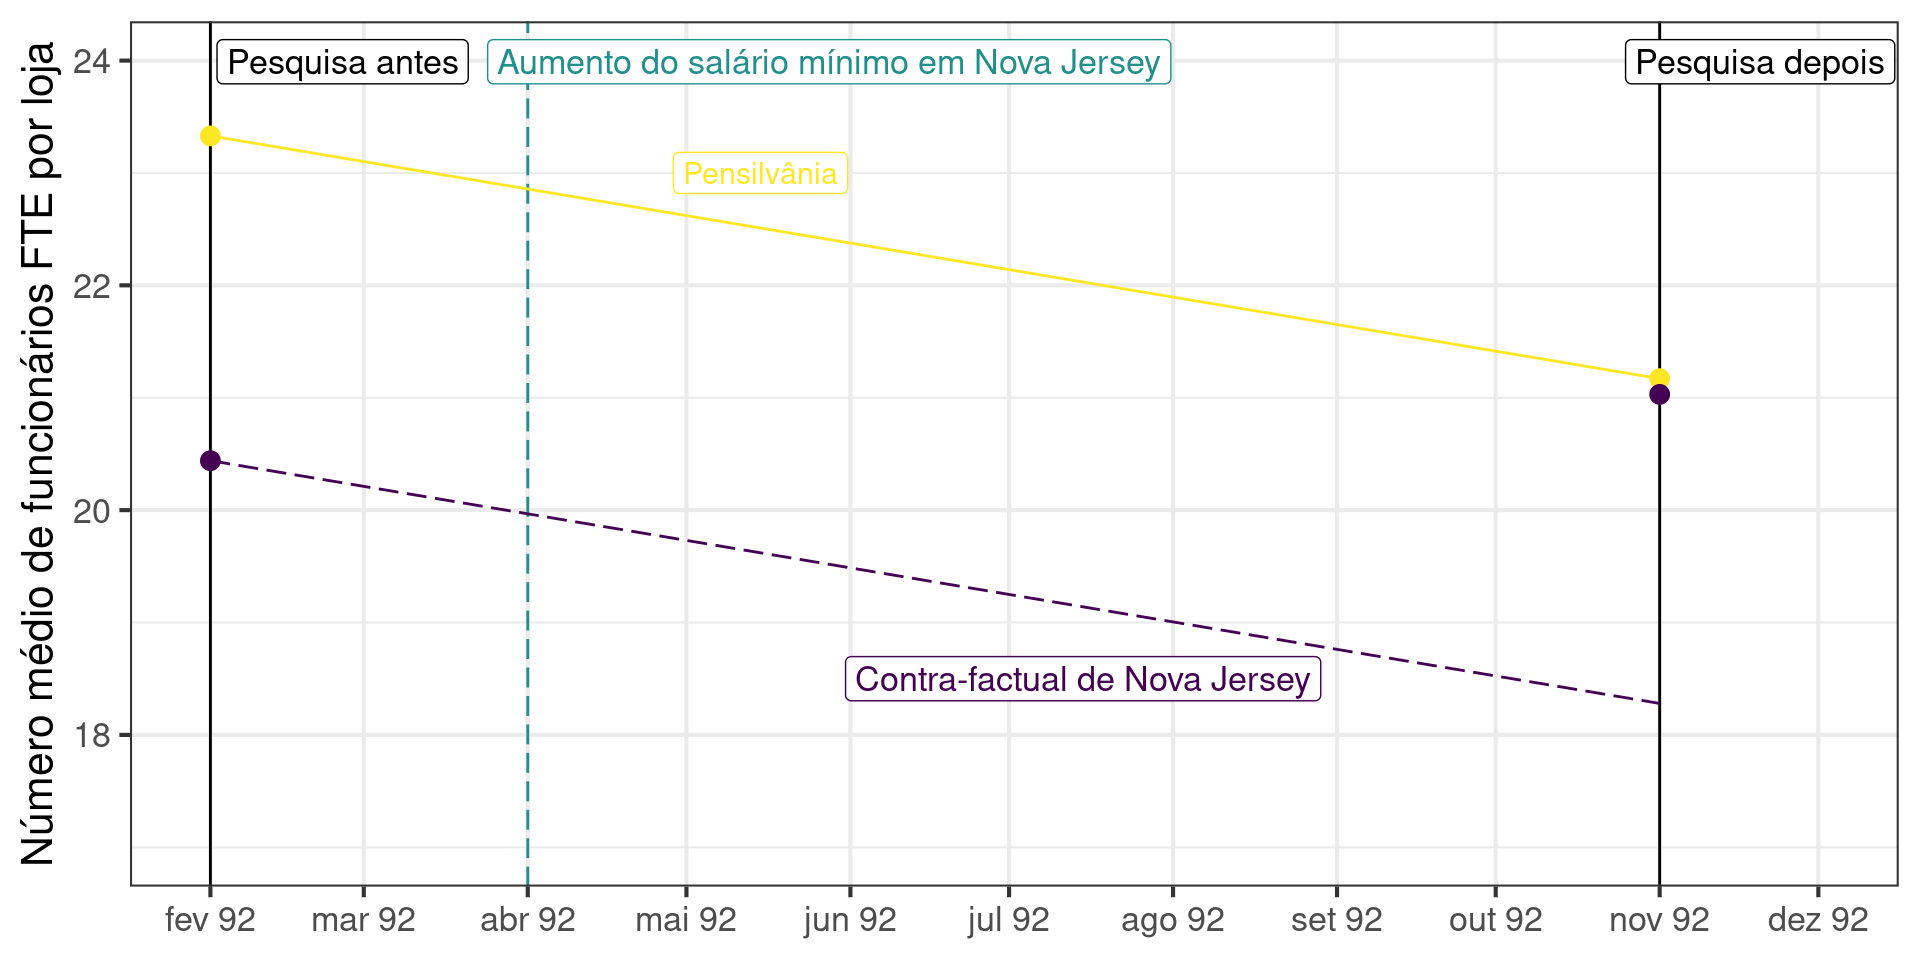 Número médio de funcionários FTE por loja
24
22
20
18
Pesquisa antes
Aumento do salário mínimo em Nova Jersey
Pesquisa depois
Pensilvânia
Contra-factual de Nova Jersey
fev 92 mar 92 abr 92 mai 92 jun 92 jul 92 ago 92 set 92 out 92 nov 92 dez 92